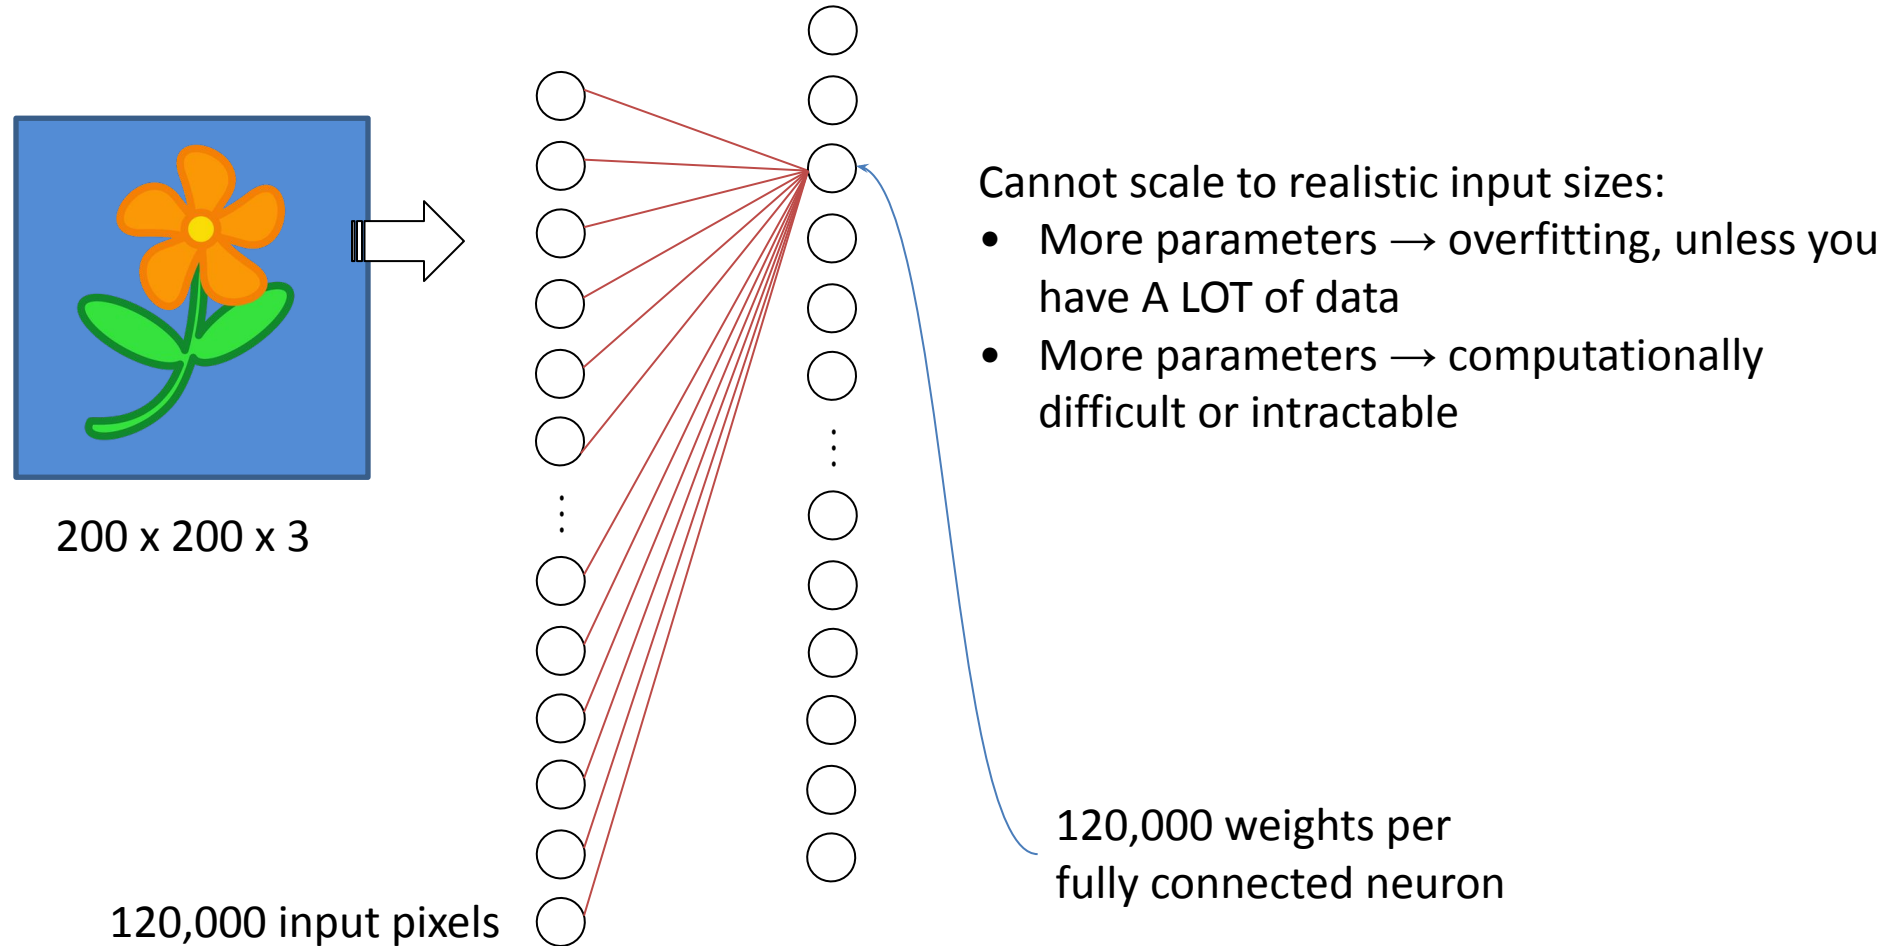 Cannot scale to realistic input sizes:
• More parameters → overfitting, unless you
have A LOT of data
• More parameters → computationally
difficult or intractable
200 x 200 x 3
120,000 weights per
fully connected neuron
120,000 input pixels